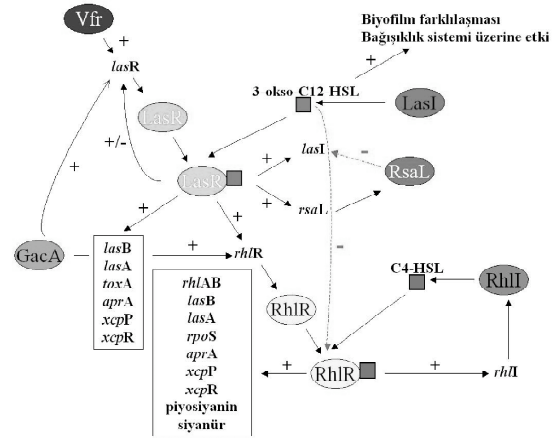 Vfr
+
Biyofilm farklılaşması
Bağışıklık sistemi üzerine etki
lasR
+
LasR
3 okso C12 HSL
LasI
+/-
+
lasI
-
LasR
+
RsaL
+
rsaL
+
+
GacA
+
rhlR
-
lasB
lasA
toxA
aprA
xcpP
xcpR
C4-HSL
RhlI
rhlAB
lasB
lasA
rpoS
aprA
xcpP
xcpR
piyosiyanin
siyanür
RhlR
+
RhlR
+
rhlI